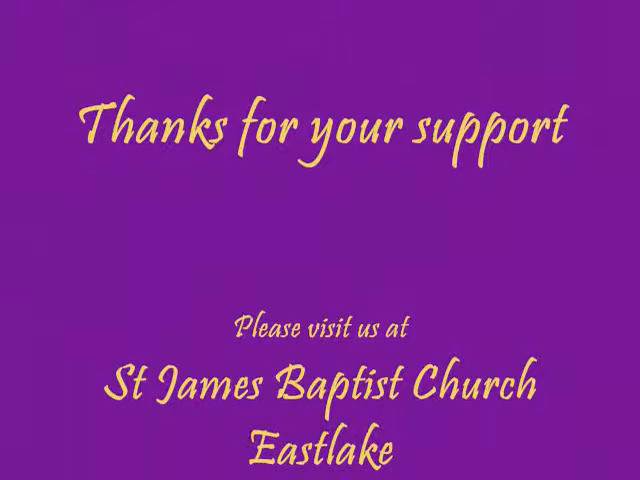 Thanks for your support
Please visit us at
St James Baptist Church
Eastlake